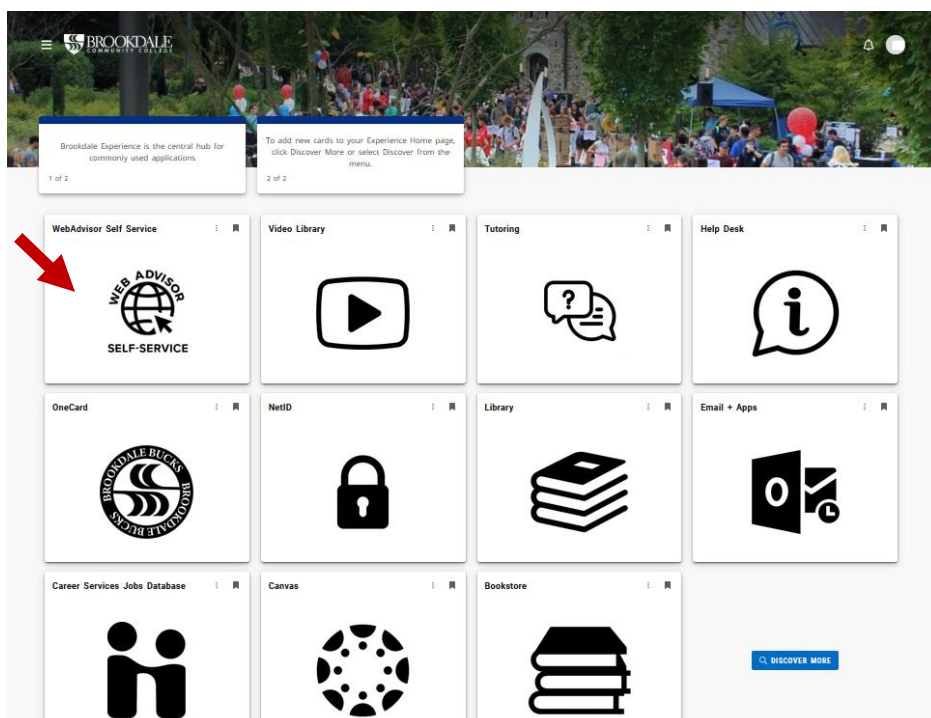 BROOKDALE
COMMUNITY COLLEGE
Brookdale Experience is the central hub for
commonly used applications
1 of 2
To add new cards to your Experience Home page,
click Discover More or select Discover from the
menu.
2 of 2
WebAdvisor Self Service
WEB ADVISOR
SELF-SERVICE
Video Library
Tutoring
?
Help Desk
i
OneCard
BROOKDALE BUCKS BROOKDALE BUCKS
NetID
Library
Email + Apps
O
Career Services Jobs Database
Canvas
Bookstore
DISCOVER MORE